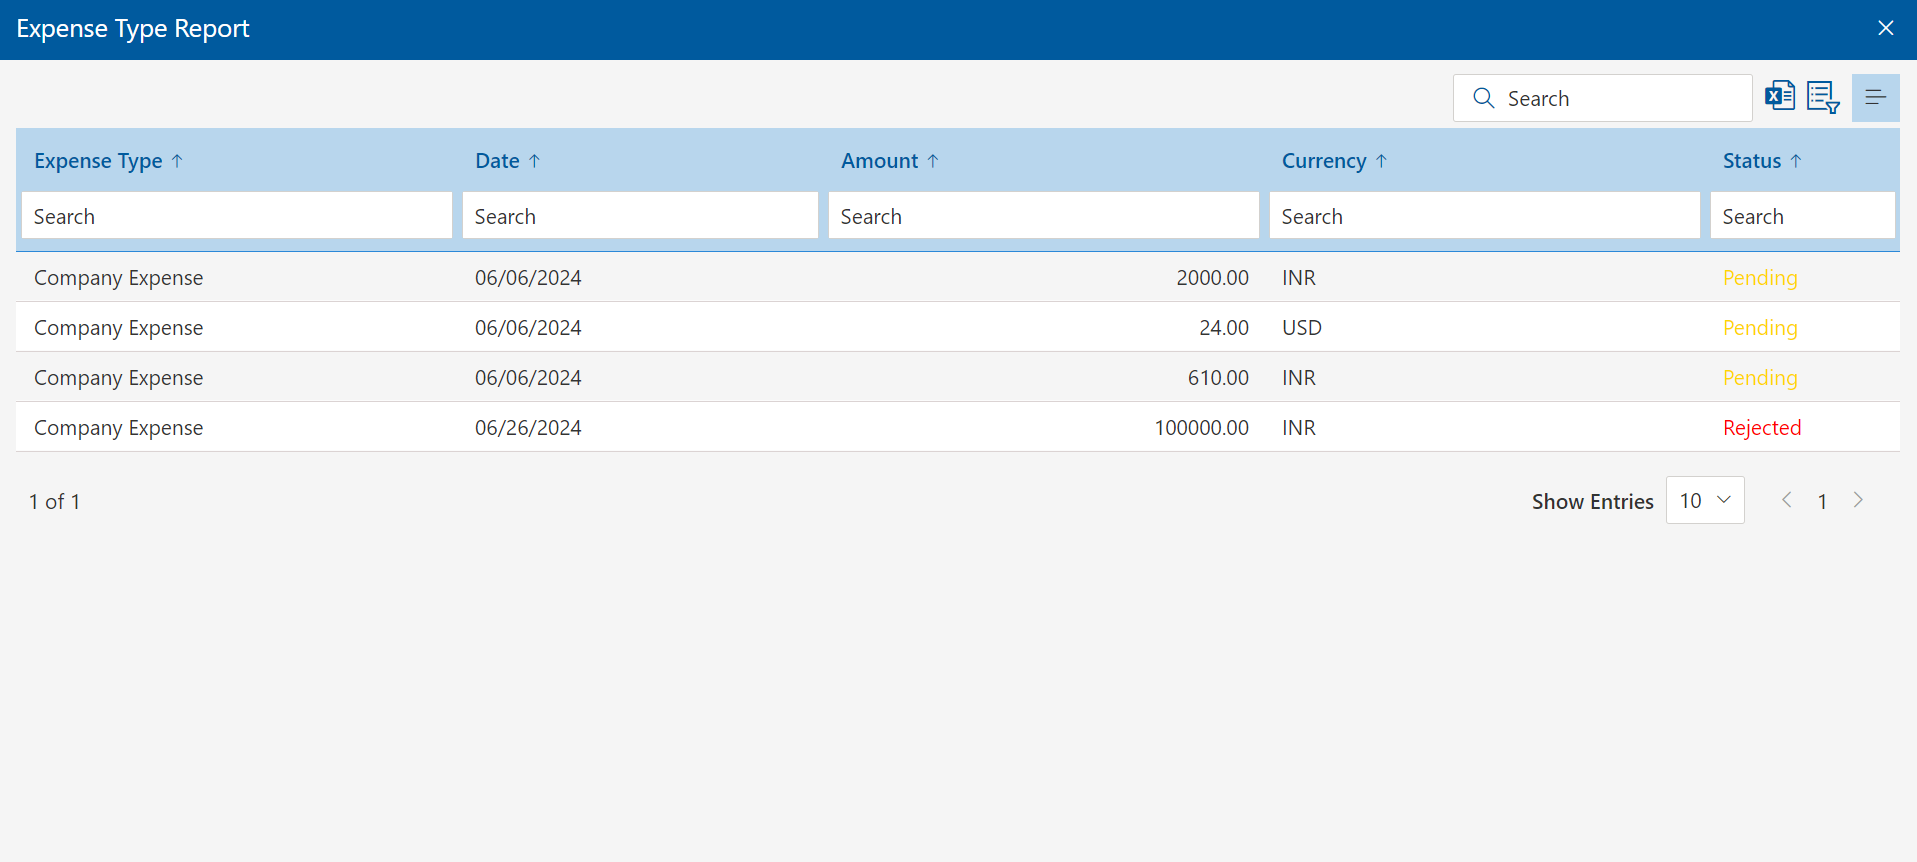 Expense Type Report
Search
Expense Type Date Amount Currency Status
Search Search Search Search Search
Company Expense 06/06/2024 2000.00 INR Pending
Company Expense 06/06/2024 24.00 USD Pending
Company Expense 06/06/2024 610.00 INR Pending
Company Expense 06/26/2024 100000.00 INR Rejected
1 of 1 Show Entries 10 1